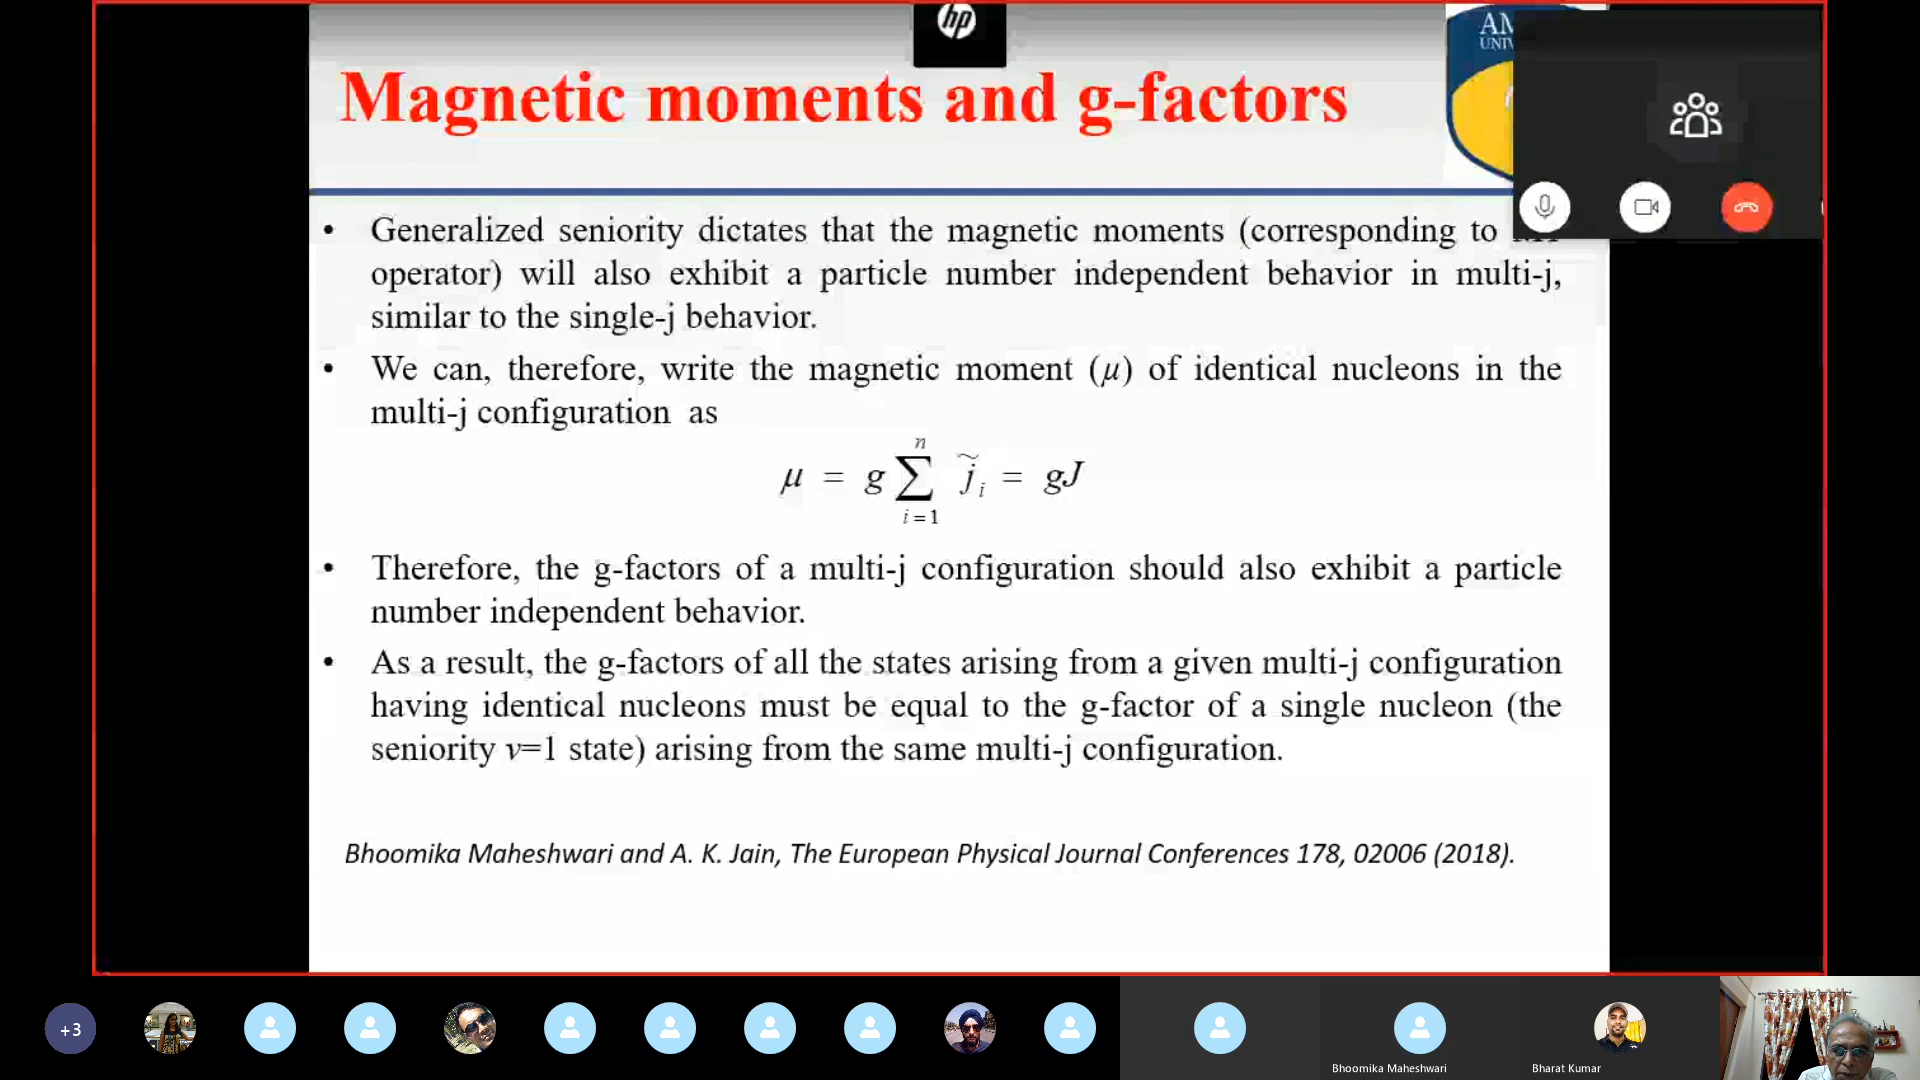 hp
Magnetic moments and g-factors
• Generalized seniority dictates that the magnetic moments (corresponding to
operator) will also exhibit a particle number independent behavior in multi-j,
similar to the single-j behavior.
• We can, therefore, write the magnetic moment (μ) of identical nucleons in the
multi-j configuration as
μ = g ∑_{i=1}^{n} j̃_i = gJ
• Therefore, the g-factors of a multi-j configuration should also exhibit a particle
number independent behavior.
• As a result, the g-factors of all the states arising from a given multi-j configuration
having identical nucleons must be equal to the g-factor of a single nucleon (the
seniority v=1 state) arising from the same multi-j configuration.
Bhoomika Maheshwari and A. K. Jain, The European Physical Journal Conferences 178, 02006 (2018).
+3
Bhoomika Maheshwari
Bharat Kumar